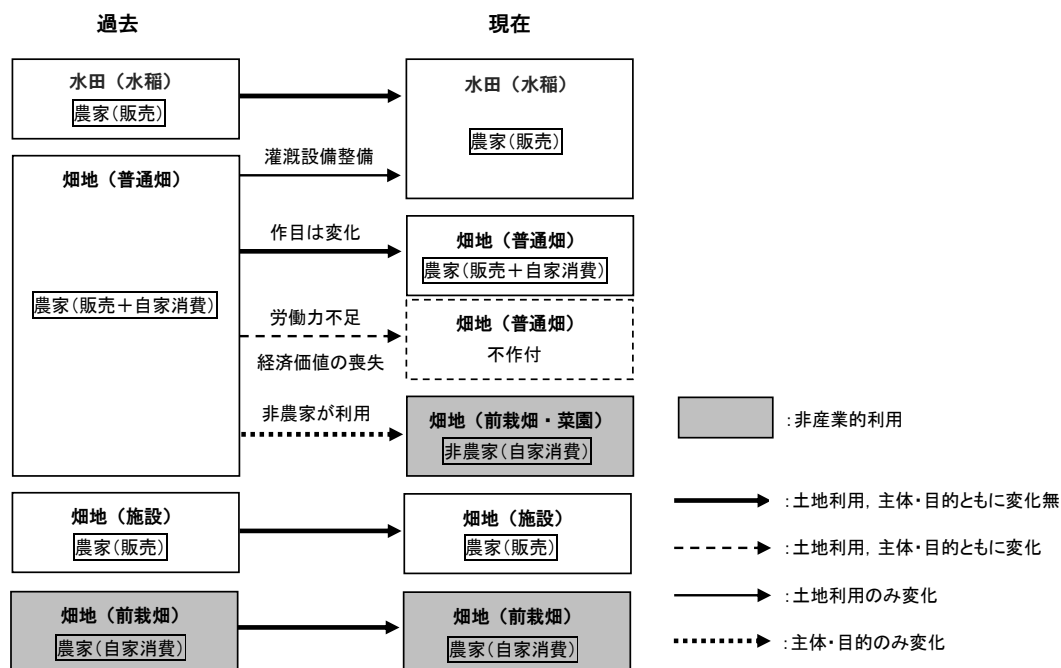 過去
現在
水田（水稲）
農家(販売)
水田（水稲）
農家(販売)
灌漑設備整備
畑地（普通畑）
農家(販売＋自家消費)
作目は変化
畑地（普通畑）
農家(販売＋自家消費)
労働力不足
経済価値の喪失
畑地（普通畑）
不作付
非農家が利用
畑地（前栽畑・菜園）
非農家(自家消費)
畑地（施設）
農家(販売)
畑地（施設）
農家(販売)
畑地（前栽畑）
農家(自家消費)
畑地（前栽畑）
農家(自家消費)
:非産業的利用
:土地利用，主体・目的ともに変化無
:土地利用，主体・目的ともに変化
:土地利用のみ変化
:主体・目的のみ変化